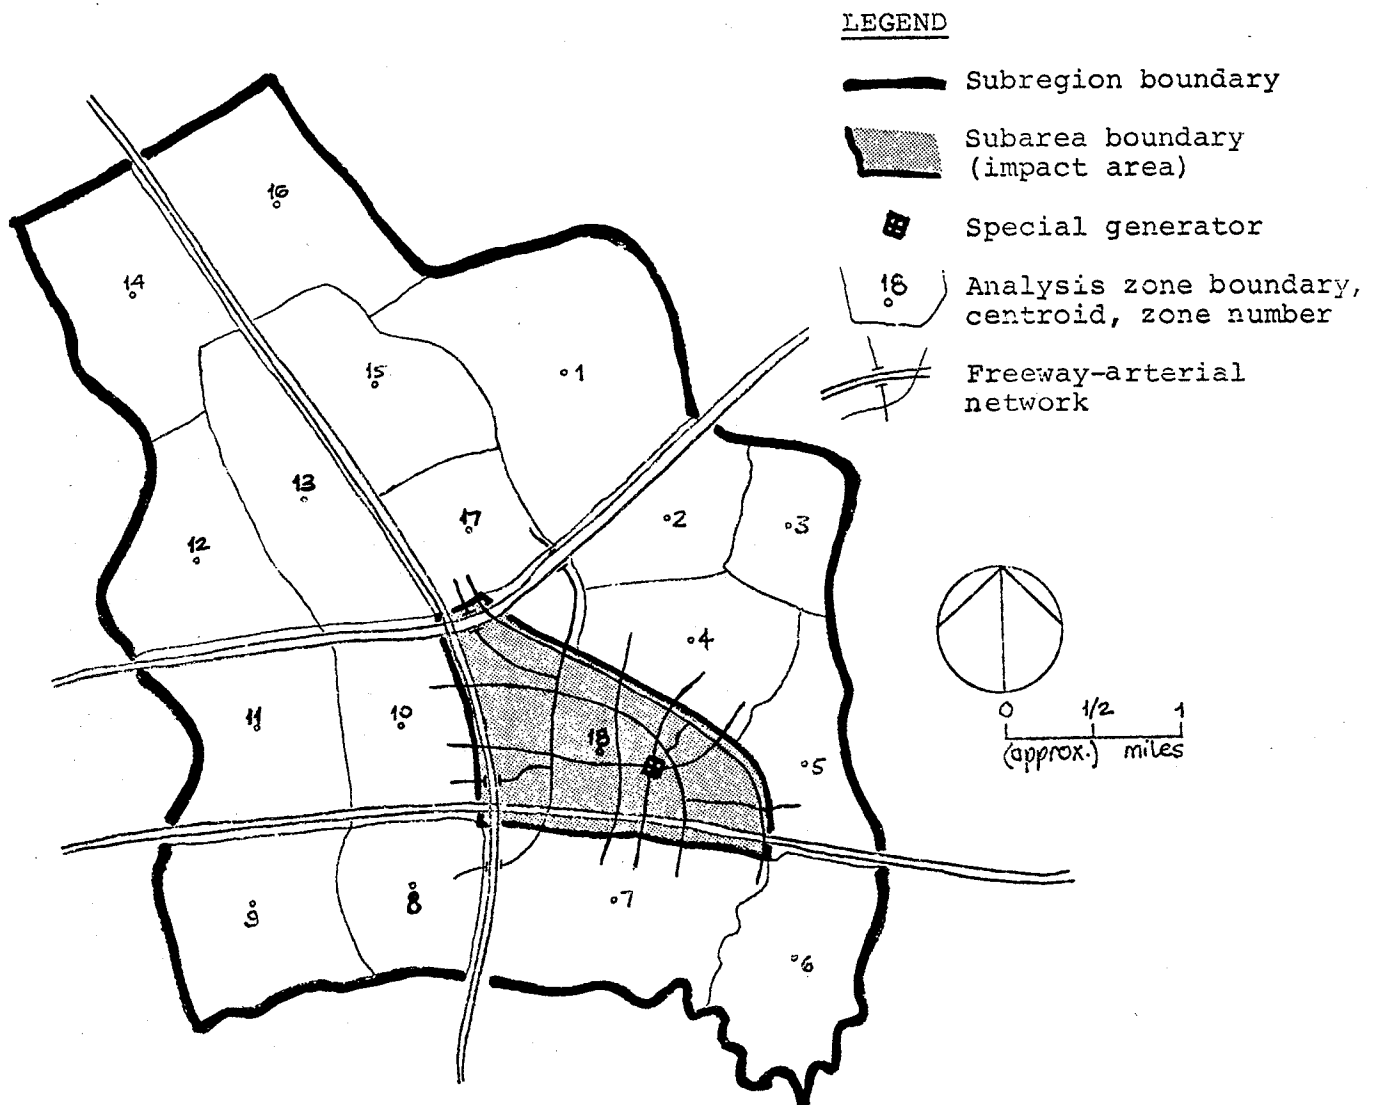 LEGEND
Subregion boundary
Subarea boundary
(impact area)
Special generator
18
Analysis zone boundary,
centroid, zone number
Freeway-arterial
network
16
14
15
1
13
17
2
3
12
4
0 1/2 1
(approx.) miles
11
10
18
5
9
8
7
6